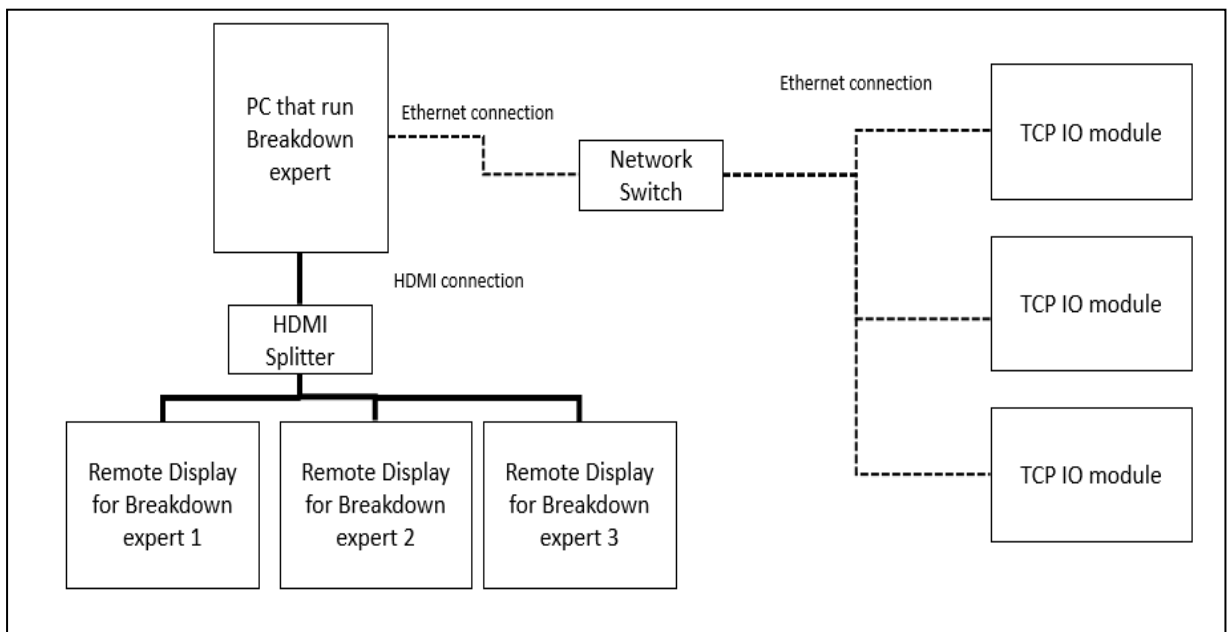 PC that run
Breakdown
expert
Ethernet connection
Network
Switch
Ethernet connection
TCP IO module
TCP IO module
TCP IO module
HDMI connection
HDMI
Splitter
Remote Display
for Breakdown
expert 1
Remote Display
for Breakdown
expert 2
Remote Display
for Breakdown
expert 3